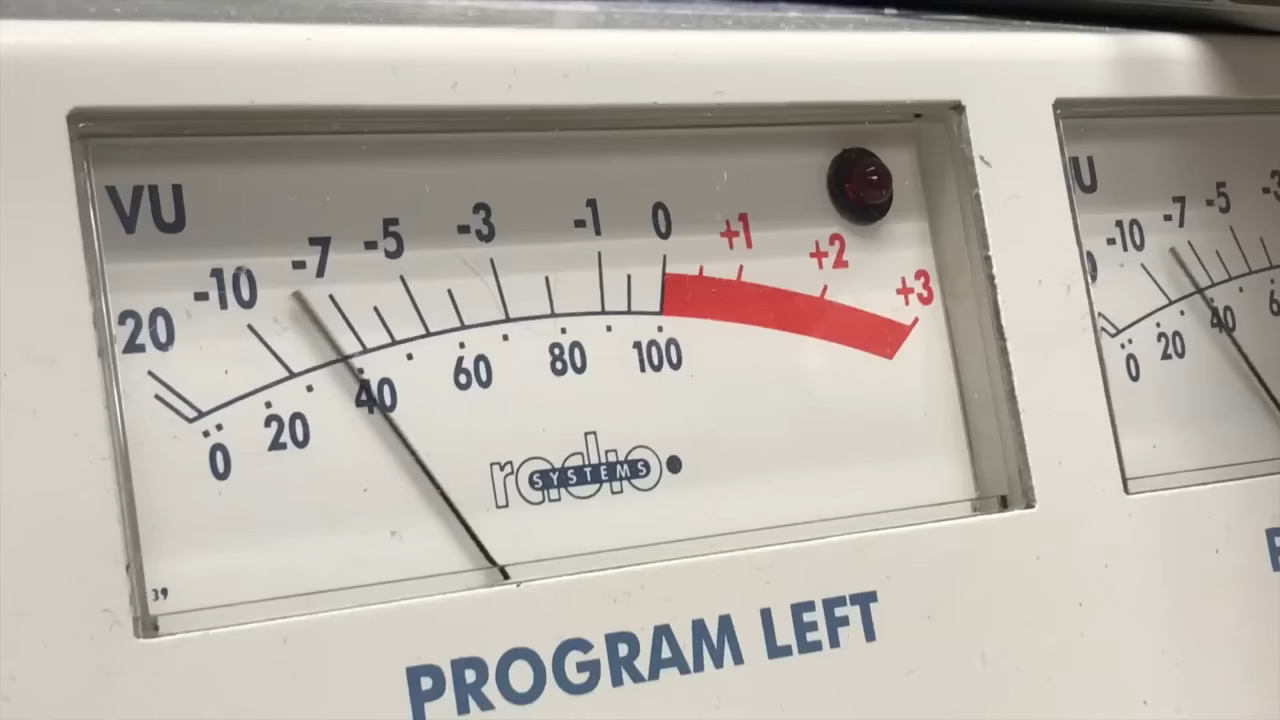 VU
20 -10 -7 -5 -3 -1 0 +1 +2 +3
0 20 40 60 80 100
radio
SYSTEMS
39
PROGRAM LEFT
U
-10 -7 -5
0 20 40